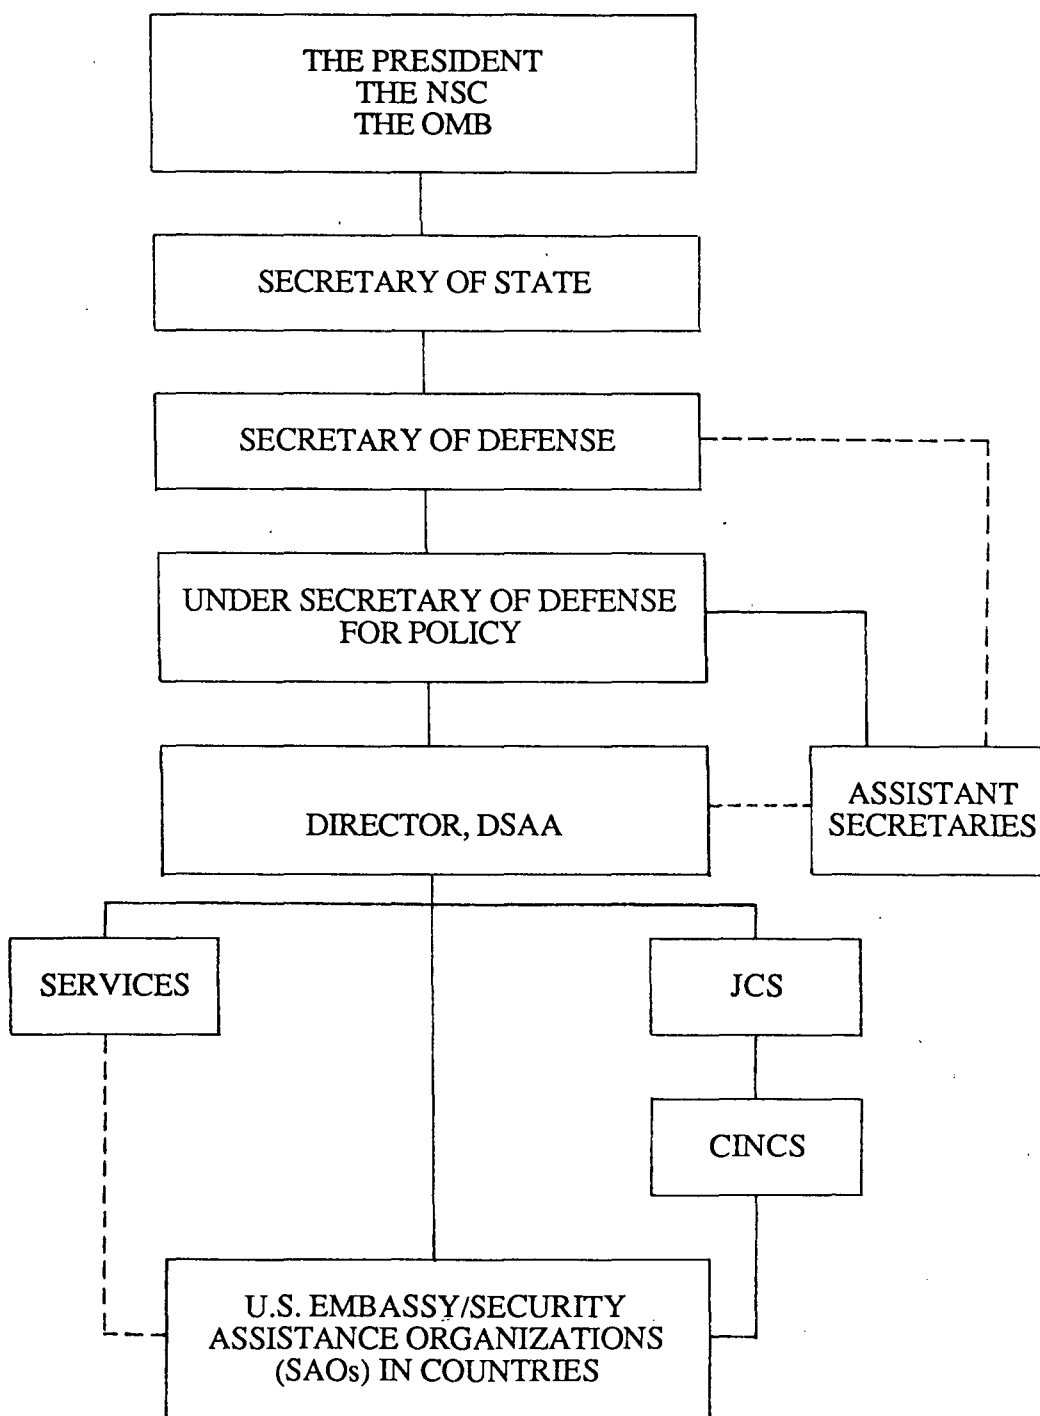 THE PRESIDENT
THE NSC
THE OMB
SECRETARY OF STATE
SECRETARY OF DEFENSE
UNDER SECRETARY OF DEFENSE
FOR POLICY
DIRECTOR, DSAA
ASSISTANT
SECRETARIES
SERVICES
JCS
CINCS
U.S. EMBASSY/SECURITY
ASSISTANCE ORGANIZATIONS
(SAOs) IN COUNTRIES